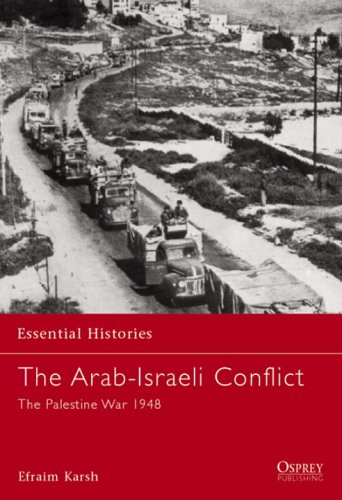 Essential Histories
The Arab-Israeli Conflict
The Palestine War 1948
Efraim Karsh
OSPREY
PUBLISHING